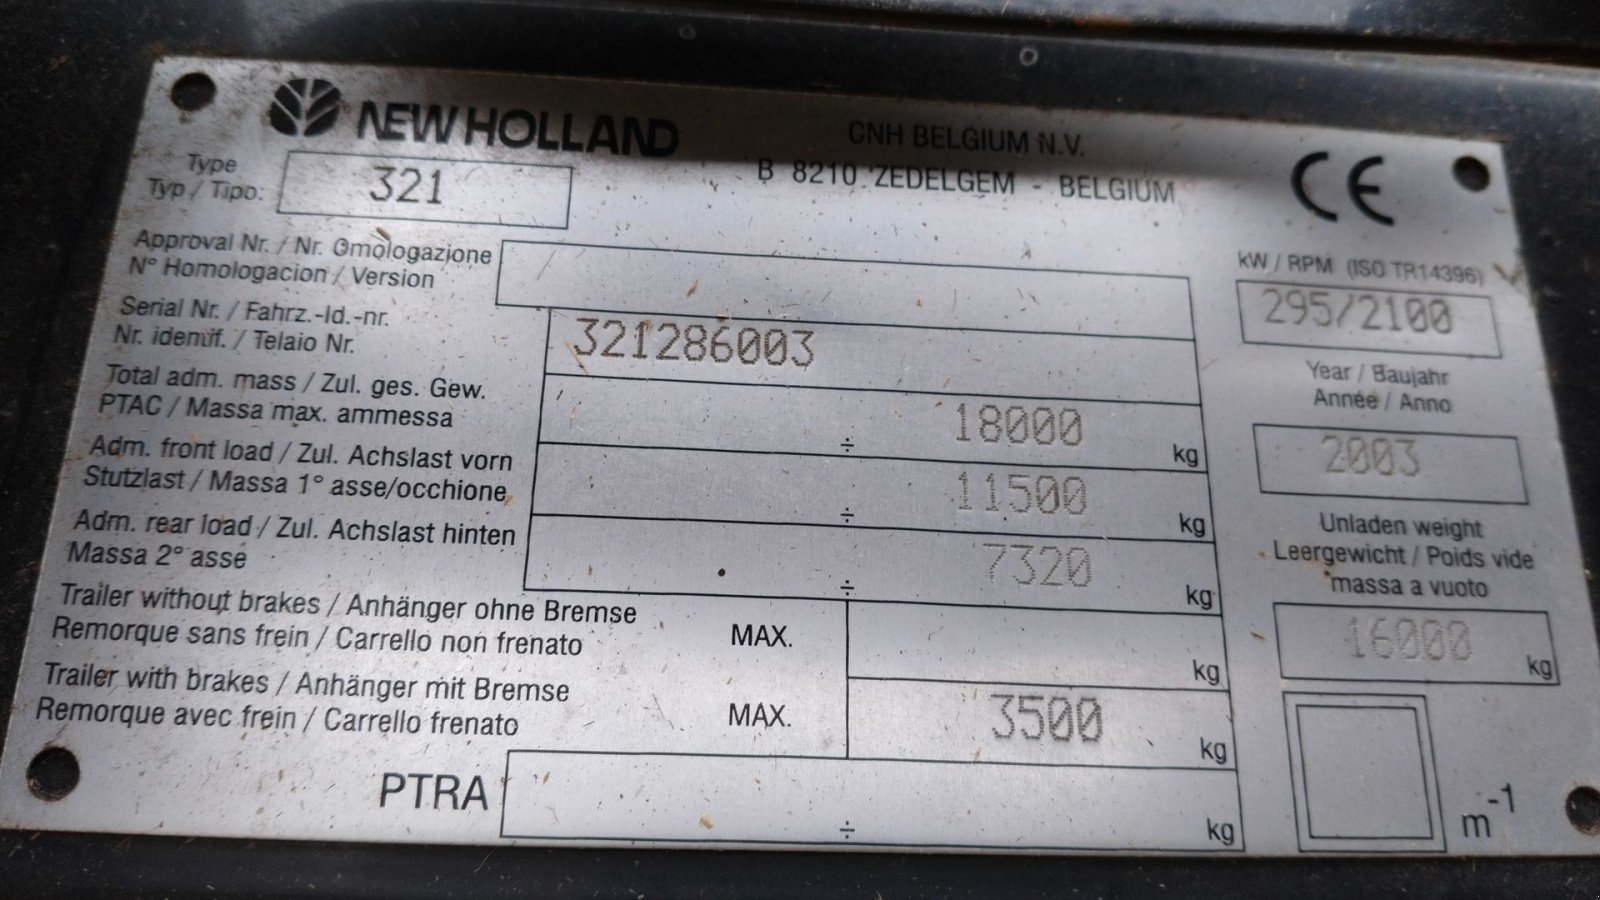 NEW HOLLAND
CNH BELGIUM N.V.
B 8210 ZEDELGEM - BELGIUM
CE
Type
Typ / Tipo:
321
Approval Nr. / Nr. Omologazione
N° Homologacion / Version
kW / RPM (ISO TR14396)
295/2100
Serial Nr. / Fahrz.-Id.-nr.
Nr. idenuf. / Telaio Nr.
321286003
Year / Baujahr
Année / Anno
2003
Total adm. mass / Zul. ges. Gew.
PTAC / Massa max. ammessa
÷ 18000 kg
Adm. front load / Zul. Achslast vorn
Stutzlast / Massa 1° asse/occhione
÷ 11500 kg
Adm. rear load / Zul. Achslast hinten
Massa 2° asse
÷ 7320 kg
Unladen weight
Leergewicht / Poids vide
massa a vuoto
16000 kg
Trailer without brakes / Anhänger ohne Bremse
Remorque sans frein / Carrello non frenato
MAX. kg
Trailer with brakes / Anhänger mit Bremse
Remorque avec frein / Carrello frenato
MAX. 3500 kg
PTRA ÷ kg
m-1